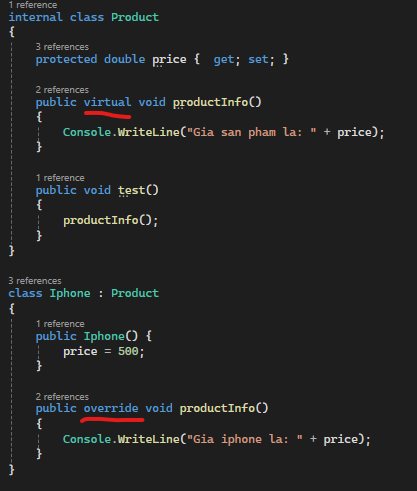 1 reference
internal class Product
{
3 references
protected double price { get; set; }
2 references
public virtual void productInfo()
{
Console.WriteLine("Gia san pham la: " + price);
}
1 reference
public void test()
{
productInfo();
}
}
3 references
class Iphone : Product
{
1 reference
public Iphone() {
price = 500;
}
2 references
public override void productInfo()
{
Console.WriteLine("Gia iphone la: " + price);
}
}